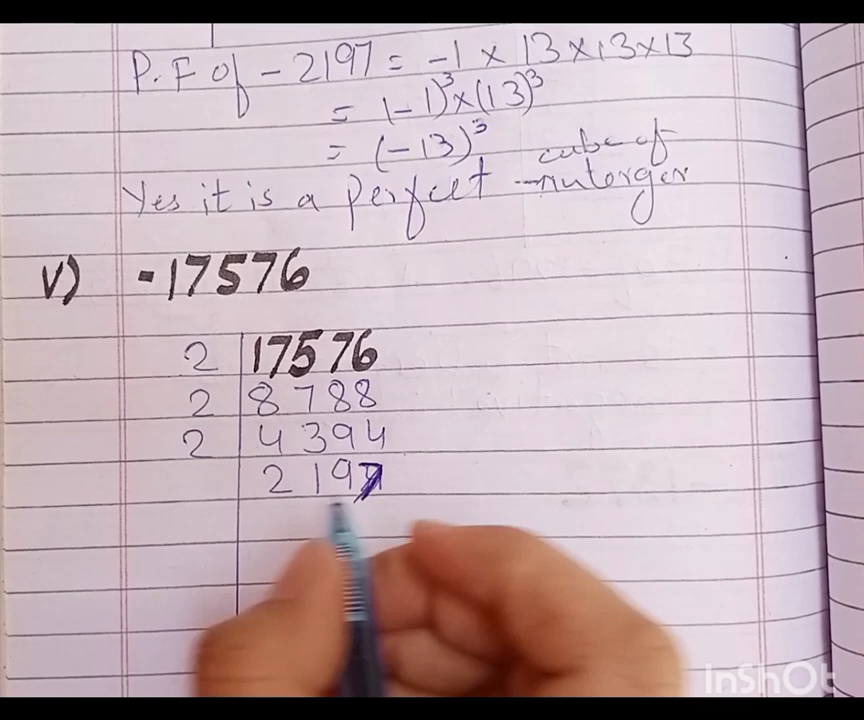 P.F of - 2197 = -1 × 13 × 13 × 13
= (-1)³ × (13)³
= (-13)³
Yes it is a perfect cube of
v) -17576
2 | 17576
2 | 8788
2 | 4394
2197
InShOt